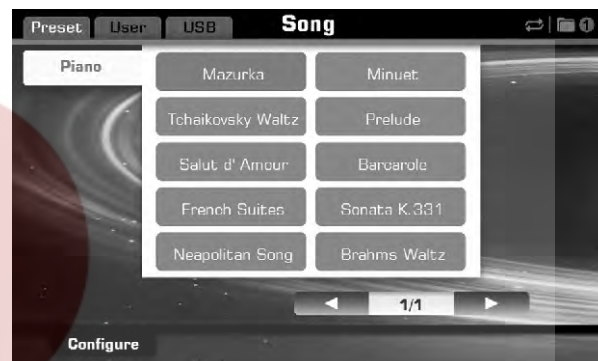 Preset User USB Song
Piano
Mazurka Minuet
Tchaikovsky Waltz Prelude
Salut d' Amour Barcarole
French Suites Sonata K.331
Neapolitan Song Brahms Waltz
1/1
Configure